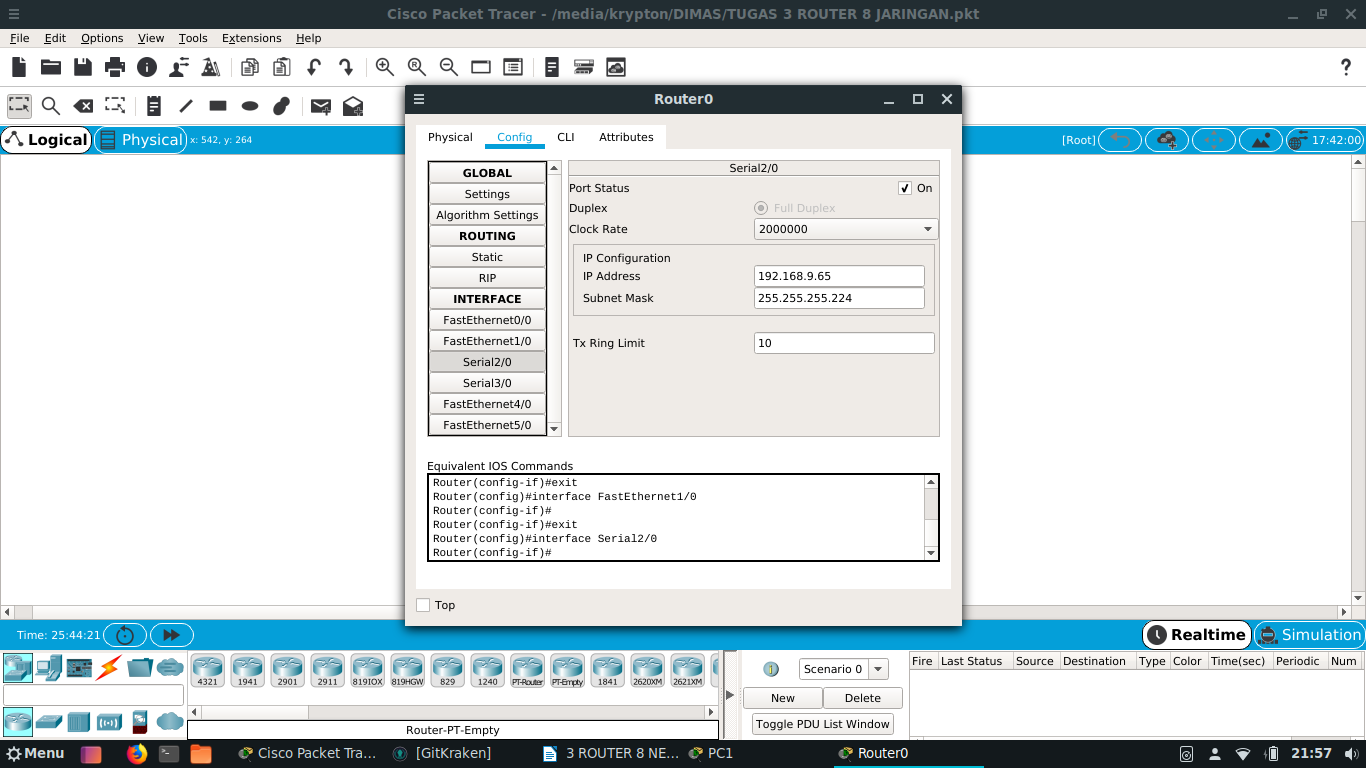 Cisco Packet Tracer - /media/krypton/DIMAS/TUGAS 3 ROUTER 8 JARINGAN.pkt
File Edit Options View Tools Extensions Help
Logical Physical x: 542, y: 264 [Root] 17:42:00
Router0
Physical Config CLI Attributes
GLOBAL
Settings
Algorithm Settings
ROUTING
Static
RIP
INTERFACE
FastEthernet0/0
FastEthernet1/0
Serial2/0
Serial3/0
FastEthernet4/0
FastEthernet5/0
Serial2/0
Port Status On
Duplex Full Duplex
Clock Rate 2000000
IP Configuration
IP Address 192.168.9.65
Subnet Mask 255.255.255.224
Tx Ring Limit 10
Equivalent IOS Commands
Router(config-if)#exit
Router(config)#interface FastEthernet1/0
Router(config-if)#
Router(config-if)#exit
Router(config)#interface Serial2/0
Router(config-if)#
Top
Time: 25:44:21 Realtime Simulation
4321 1941 2901 2911 819IOX 819HGW 829 1240 PT-Router PT-Empty 1841 2620XM 2621XM
Router-PT-Empty
Scenario 0
New Delete
Toggle PDU List Window
Fire Last Status Source Destination Type Color Time(sec) Periodic Num
Menu Cisco Packet Tra... [GitKraken] 3 ROUTER 8 NE... PC1 Router0 21:57